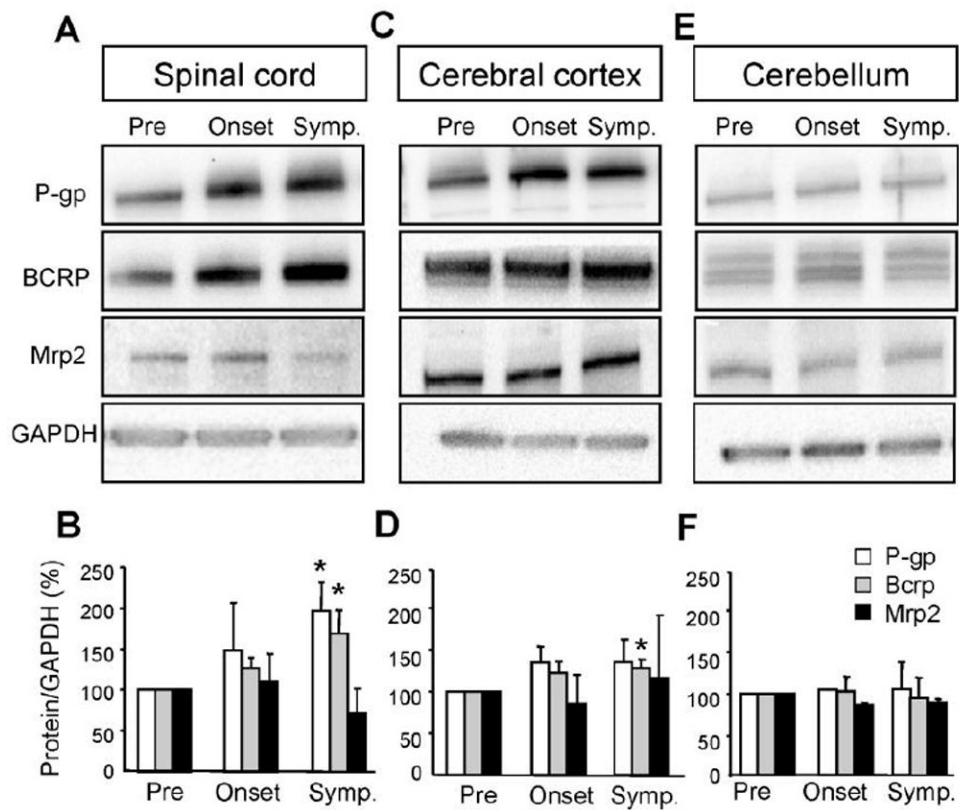 A C E
Spinal cord Cerebral cortex Cerebellum
Pre Onset Symp. Pre Onset Symp. Pre Onset Symp.
P-gp
BCRP
Mrp2
GAPDH
B D F
Protein/GAPDH (%)
250 250 250
200 200 200
150 150 150
100 100 100
50 50 50
0 0 0
* * *
P-gp
Bcrp
Mrp2
Pre Onset Symp. Pre Onset Symp. Pre Onset Symp.